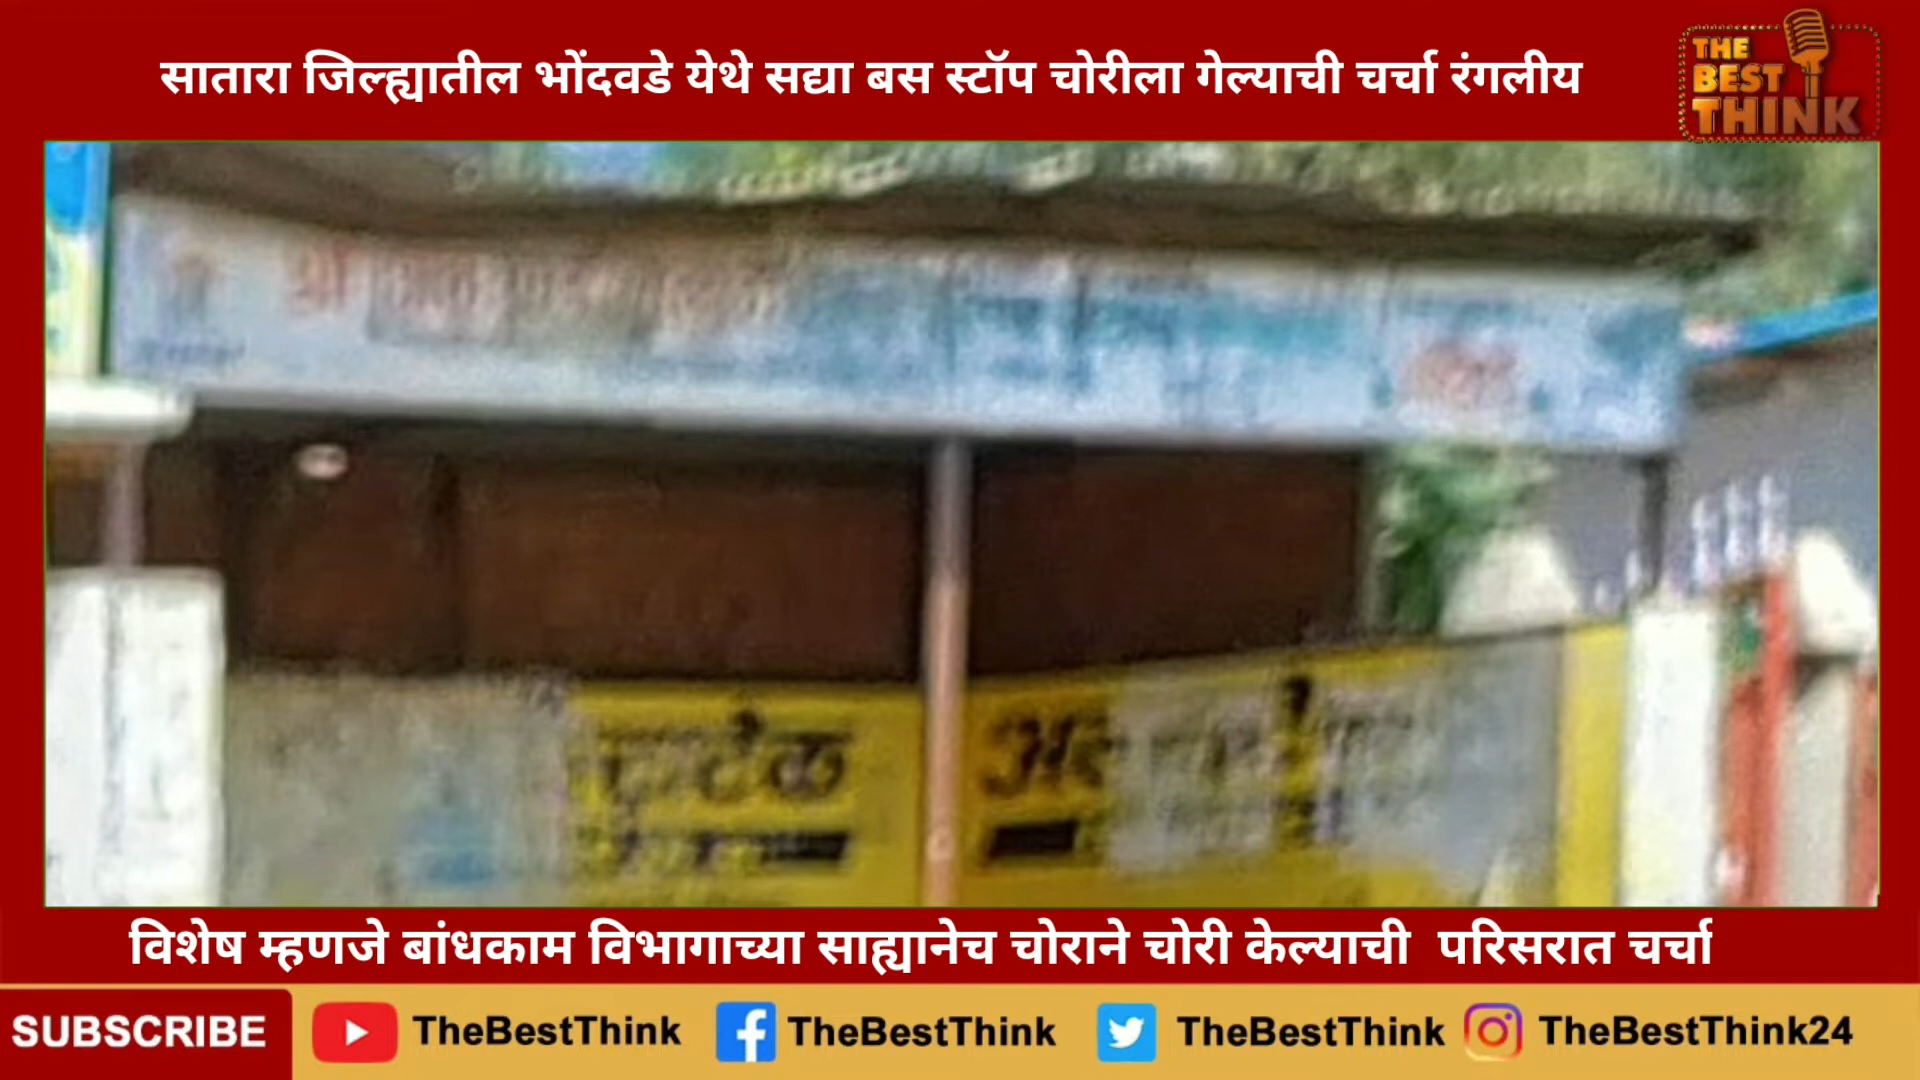 सातारा जिल्ह्यातील भोंदवडे येथे सद्या बस स्टॉप चोरीला गेल्याची चर्चा रंगलीय
THE
BEST
THINK
श्री
विशेष म्हणजे बांधकाम विभागाच्या साह्यानेच चोराने चोरी केल्याची परिसरात चर्चा
SUBSCRIBE TheBestThink TheBestThink TheBestThink TheBestThink24